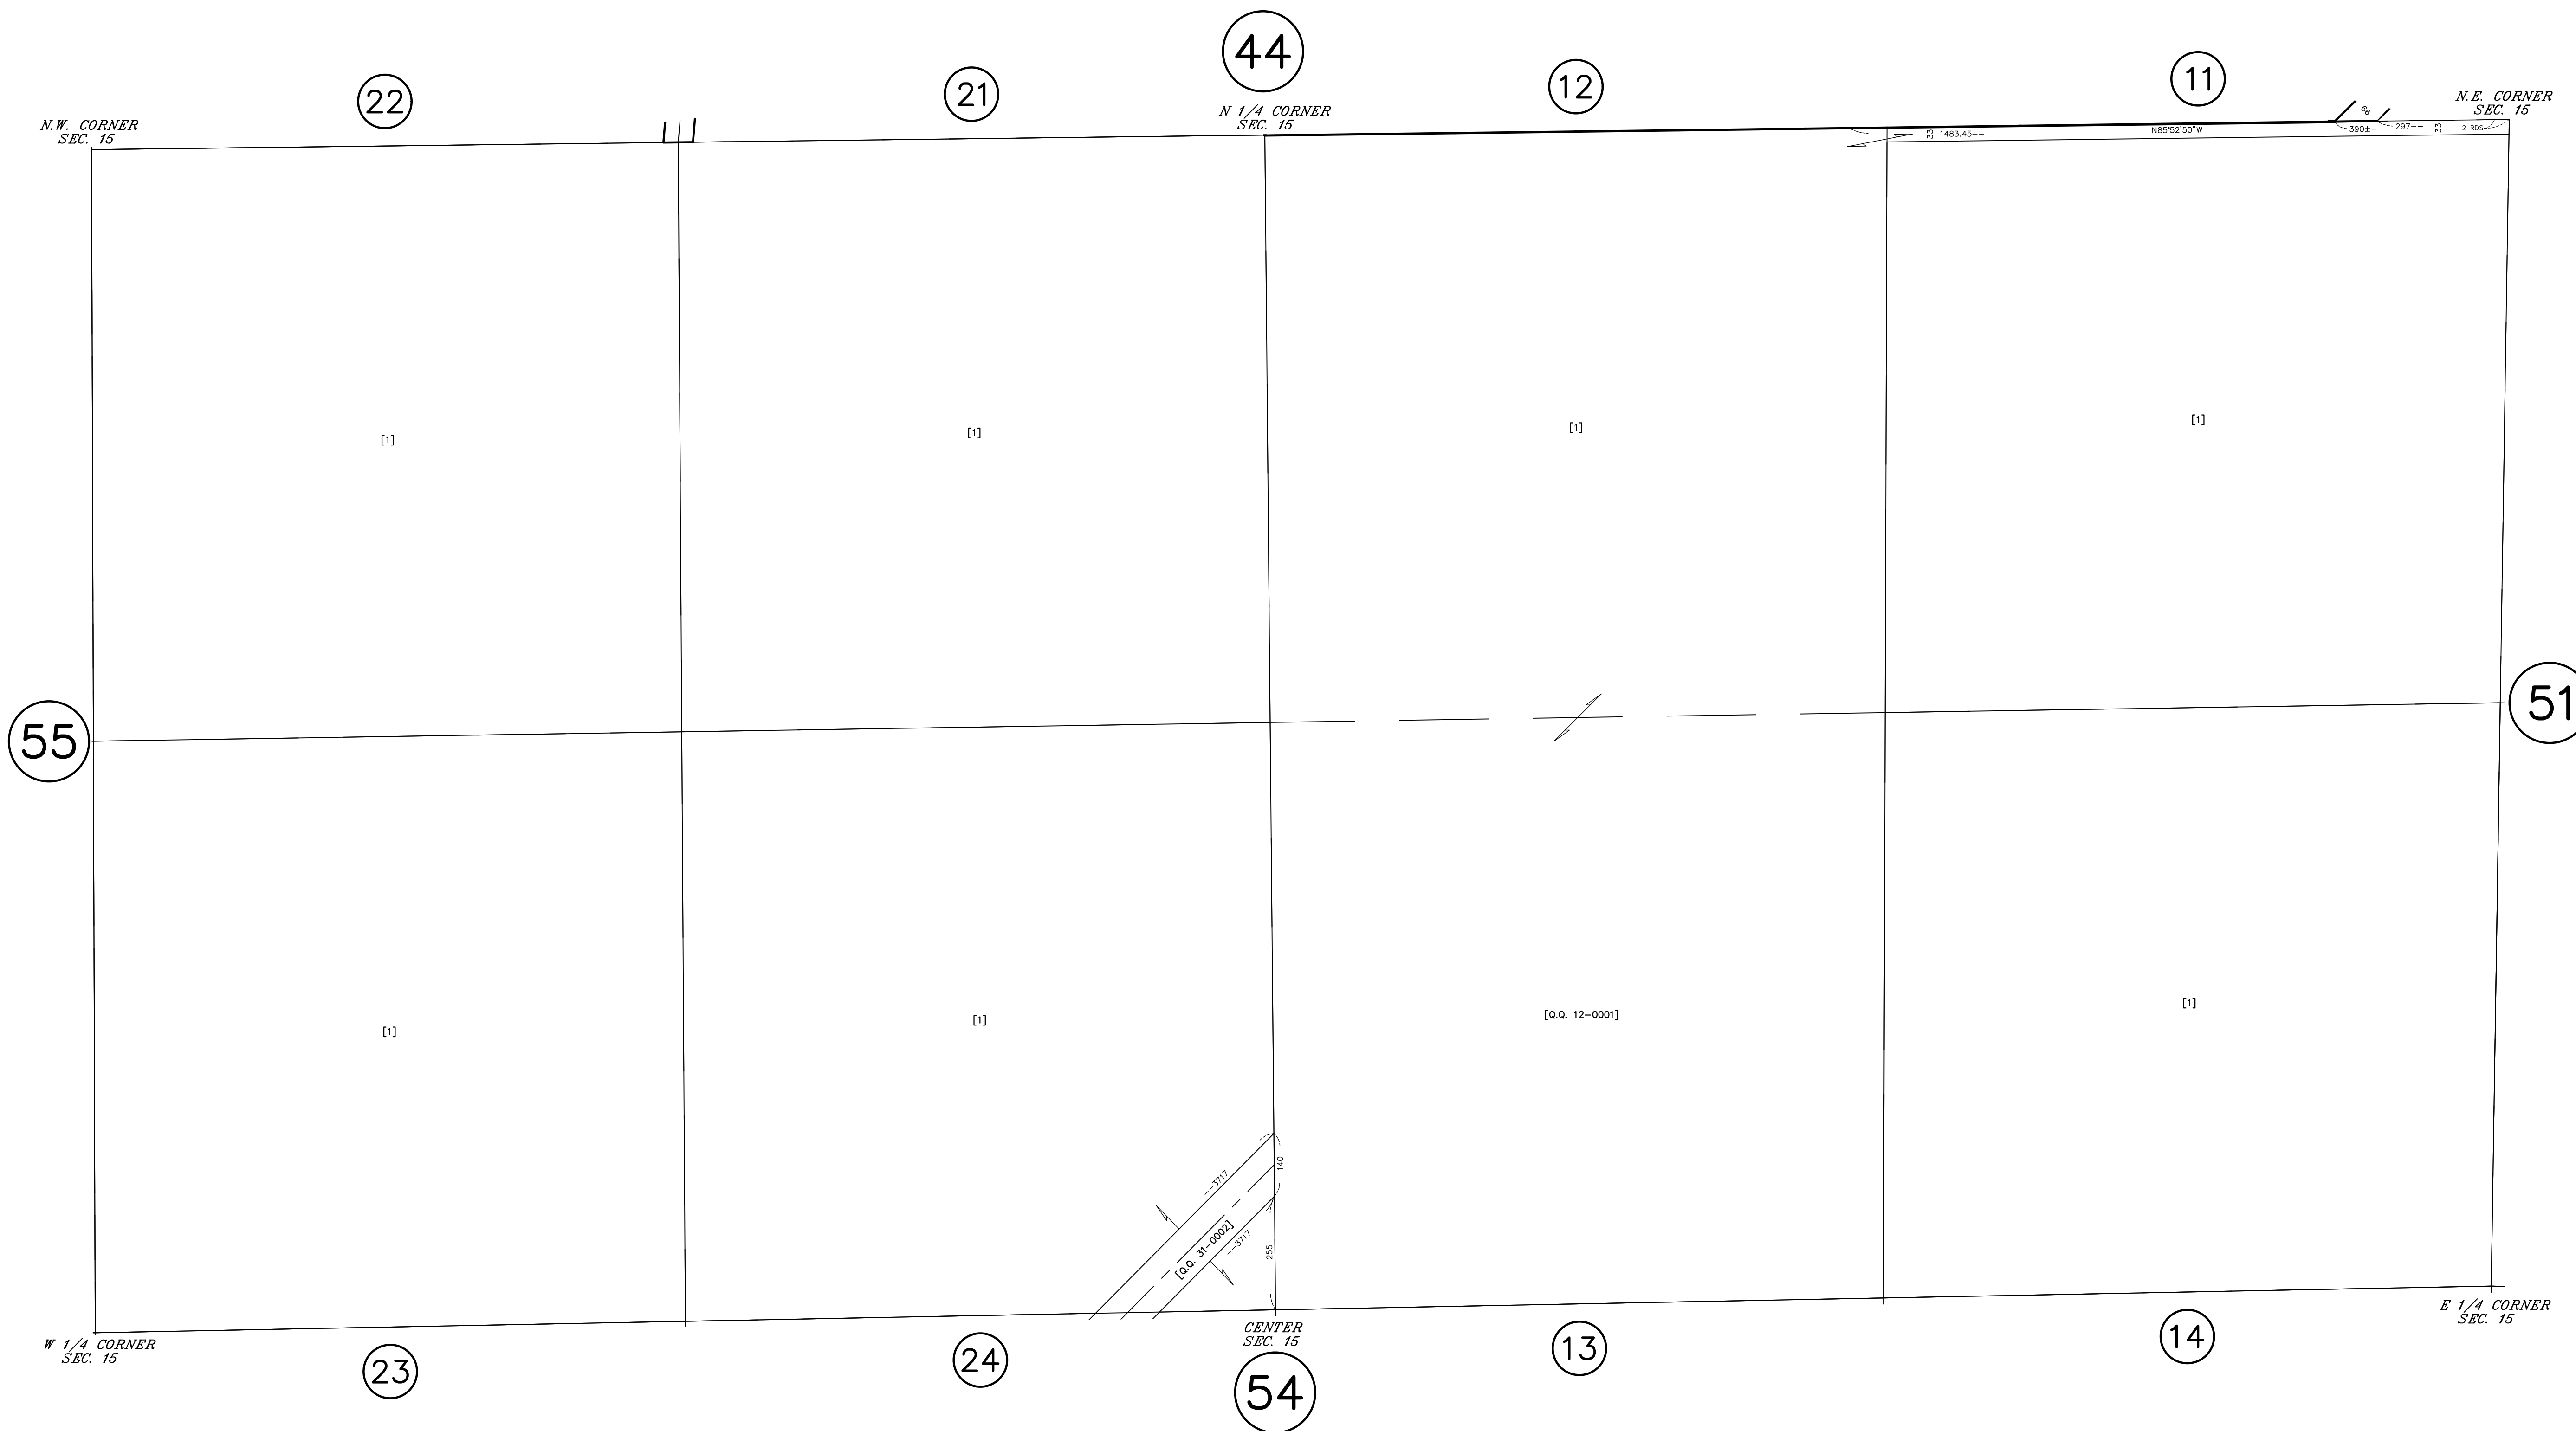 44
22
21
12
11
N.W. CORNER
SEC. 15
N 1/4 CORNER
SEC. 15
N.E. CORNER
SEC. 15
33
1483.45--
N85°52'50"W
66
390±--
297--
33
2 RDS
[1]
[1]
[1]
[1]
55
51
[1]
[1]
[Q.Q. 12-0001]
[1]
--3717
140
[Q.Q. 31-0002]
--3717
255
W 1/4 CORNER
SEC. 15
CENTER
SEC. 15
E 1/4 CORNER
SEC. 15
23
24
13
14
54